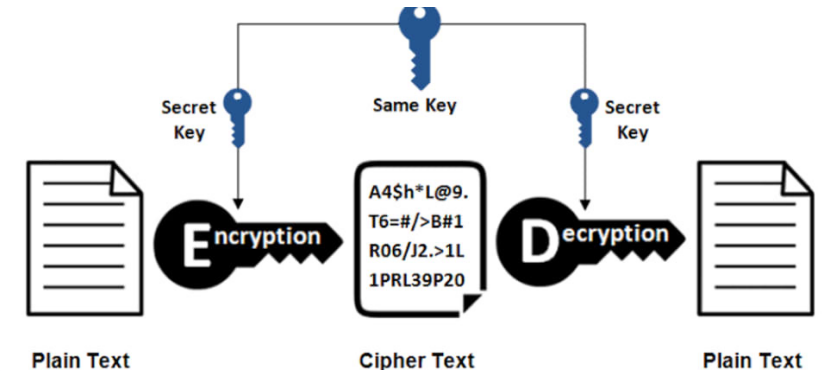 Same Key
Secret
Key
Secret
Key
Encryption
A4$h*L@9.
T6=#/>B#1
R06/J2.>1L
1PRL39P20
Decryption
Plain Text
Cipher Text
Plain Text